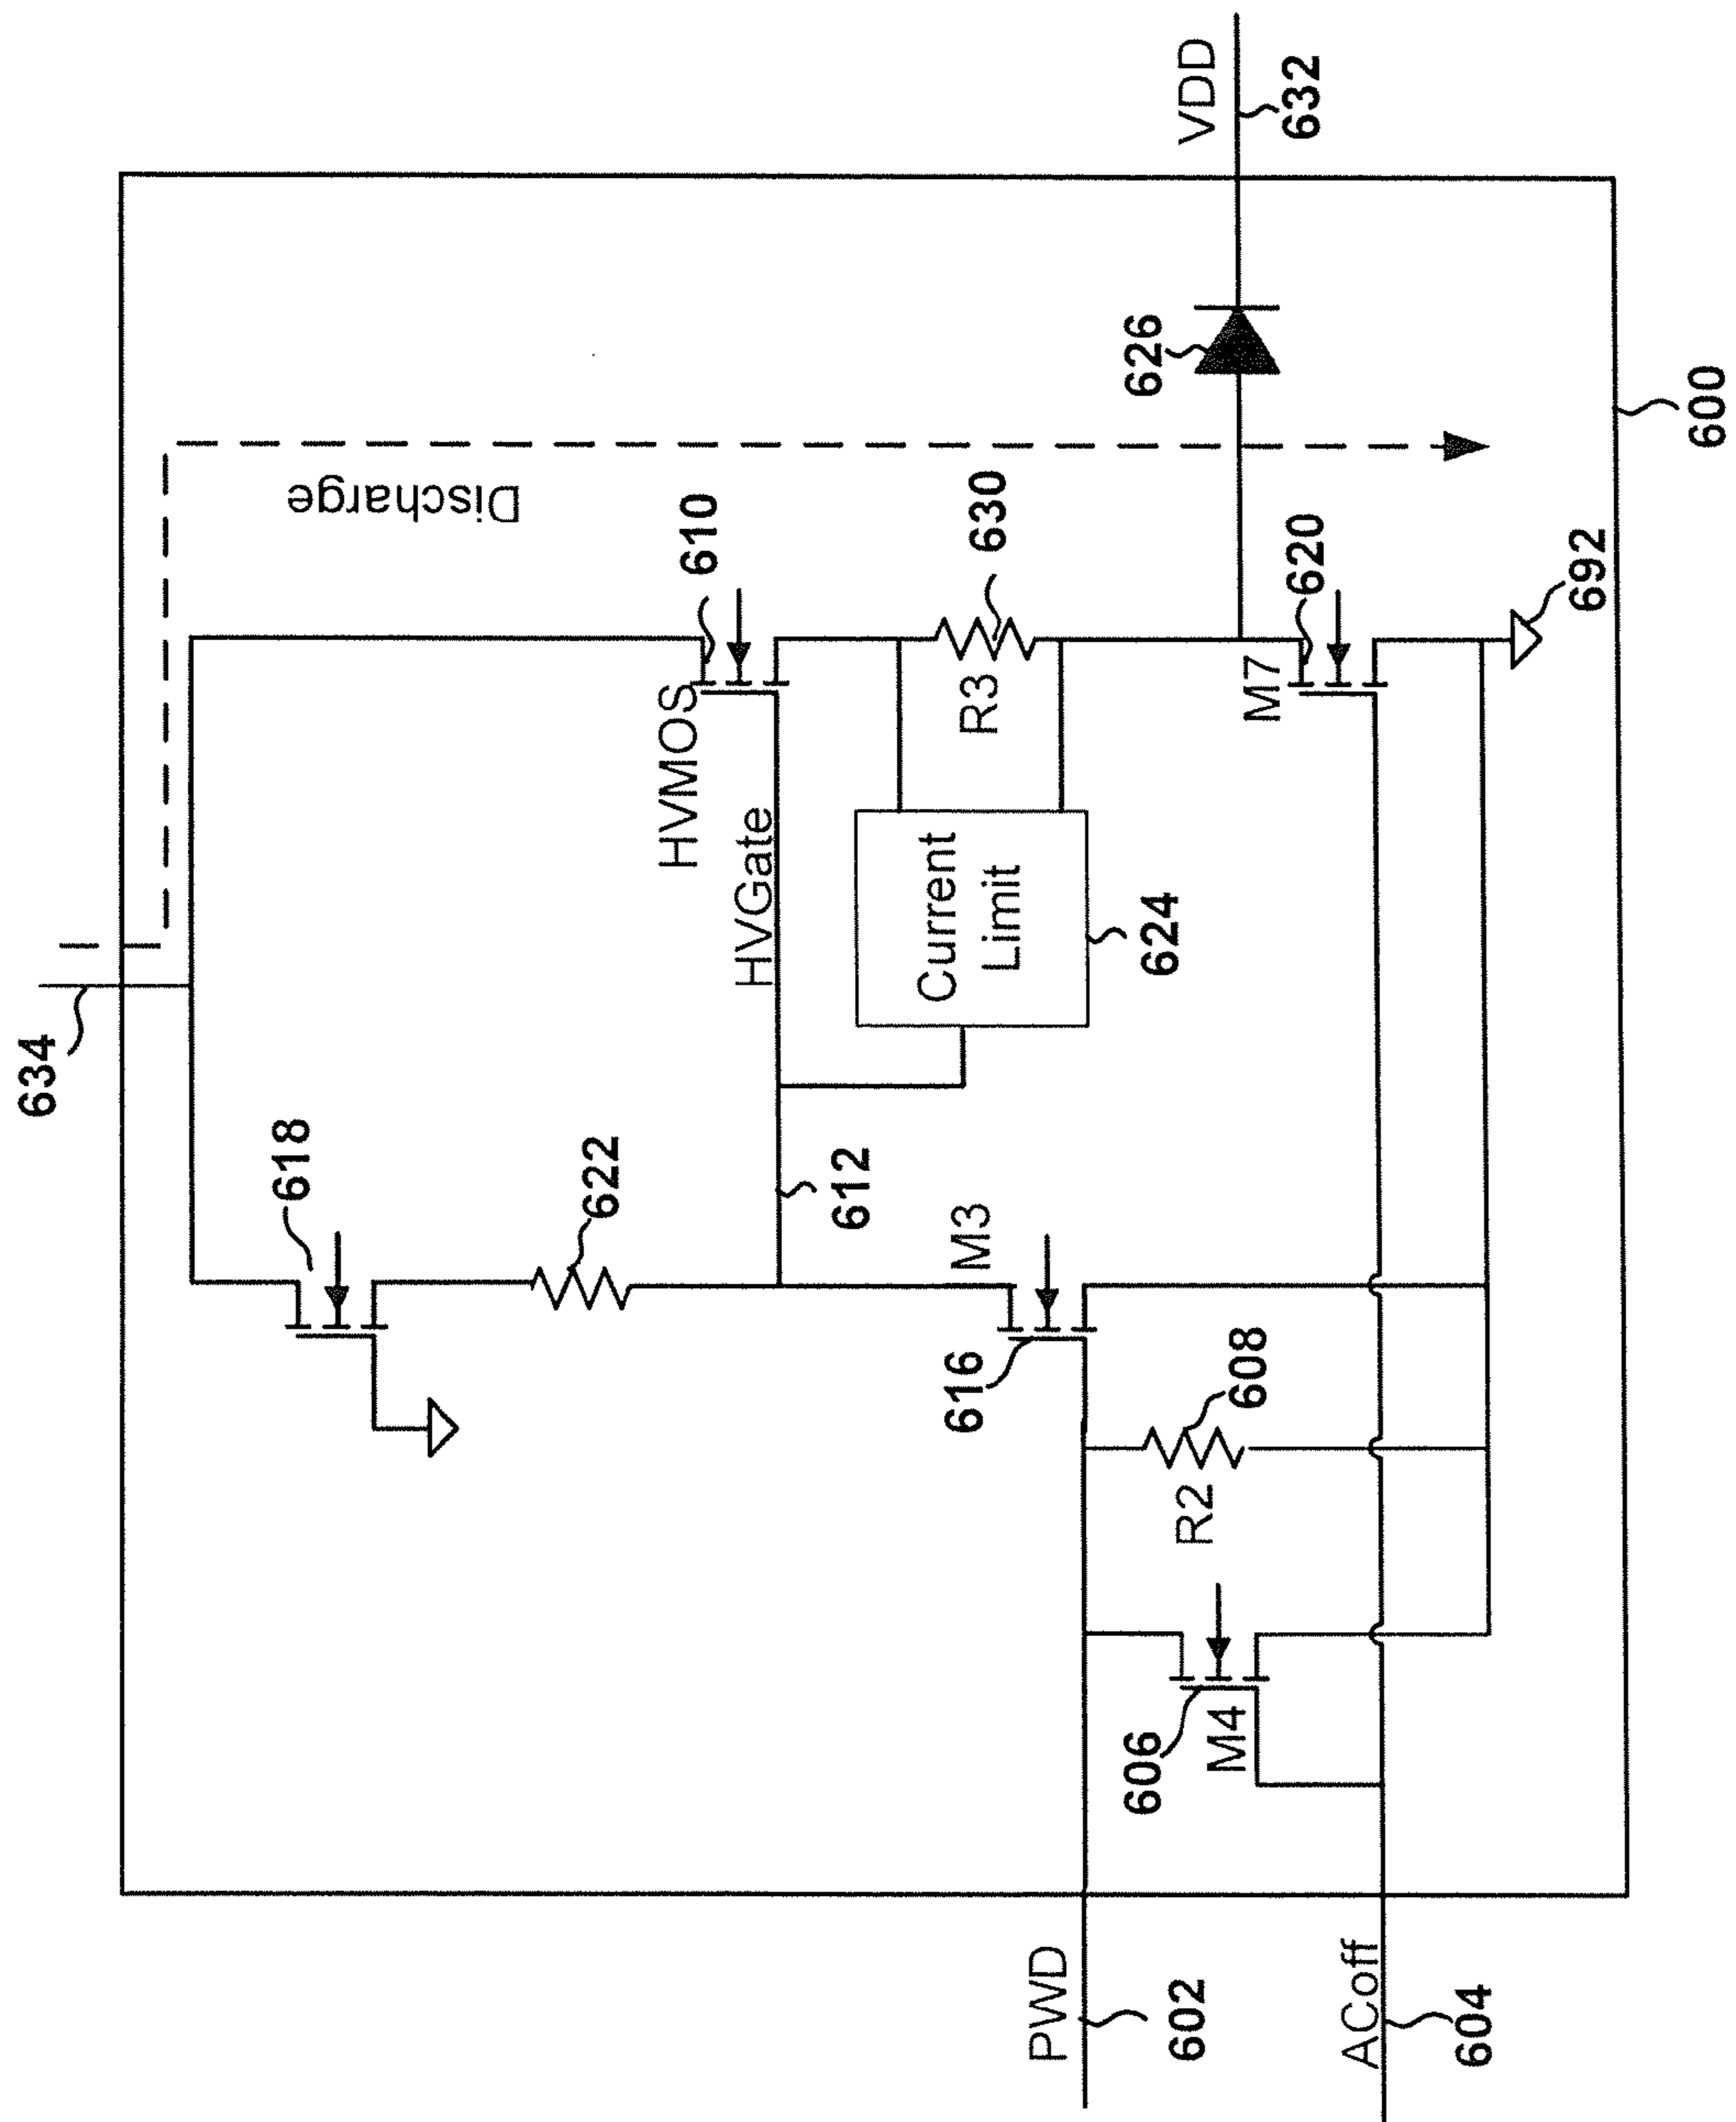 634
618
622
612
M3
616
608
R2
606
M4
PWD
602
ACoff
604
Discharge
610
HVMOS
HVGate
630
R3
Current
Limit
624
M7
620
692
626
VDD
632
600